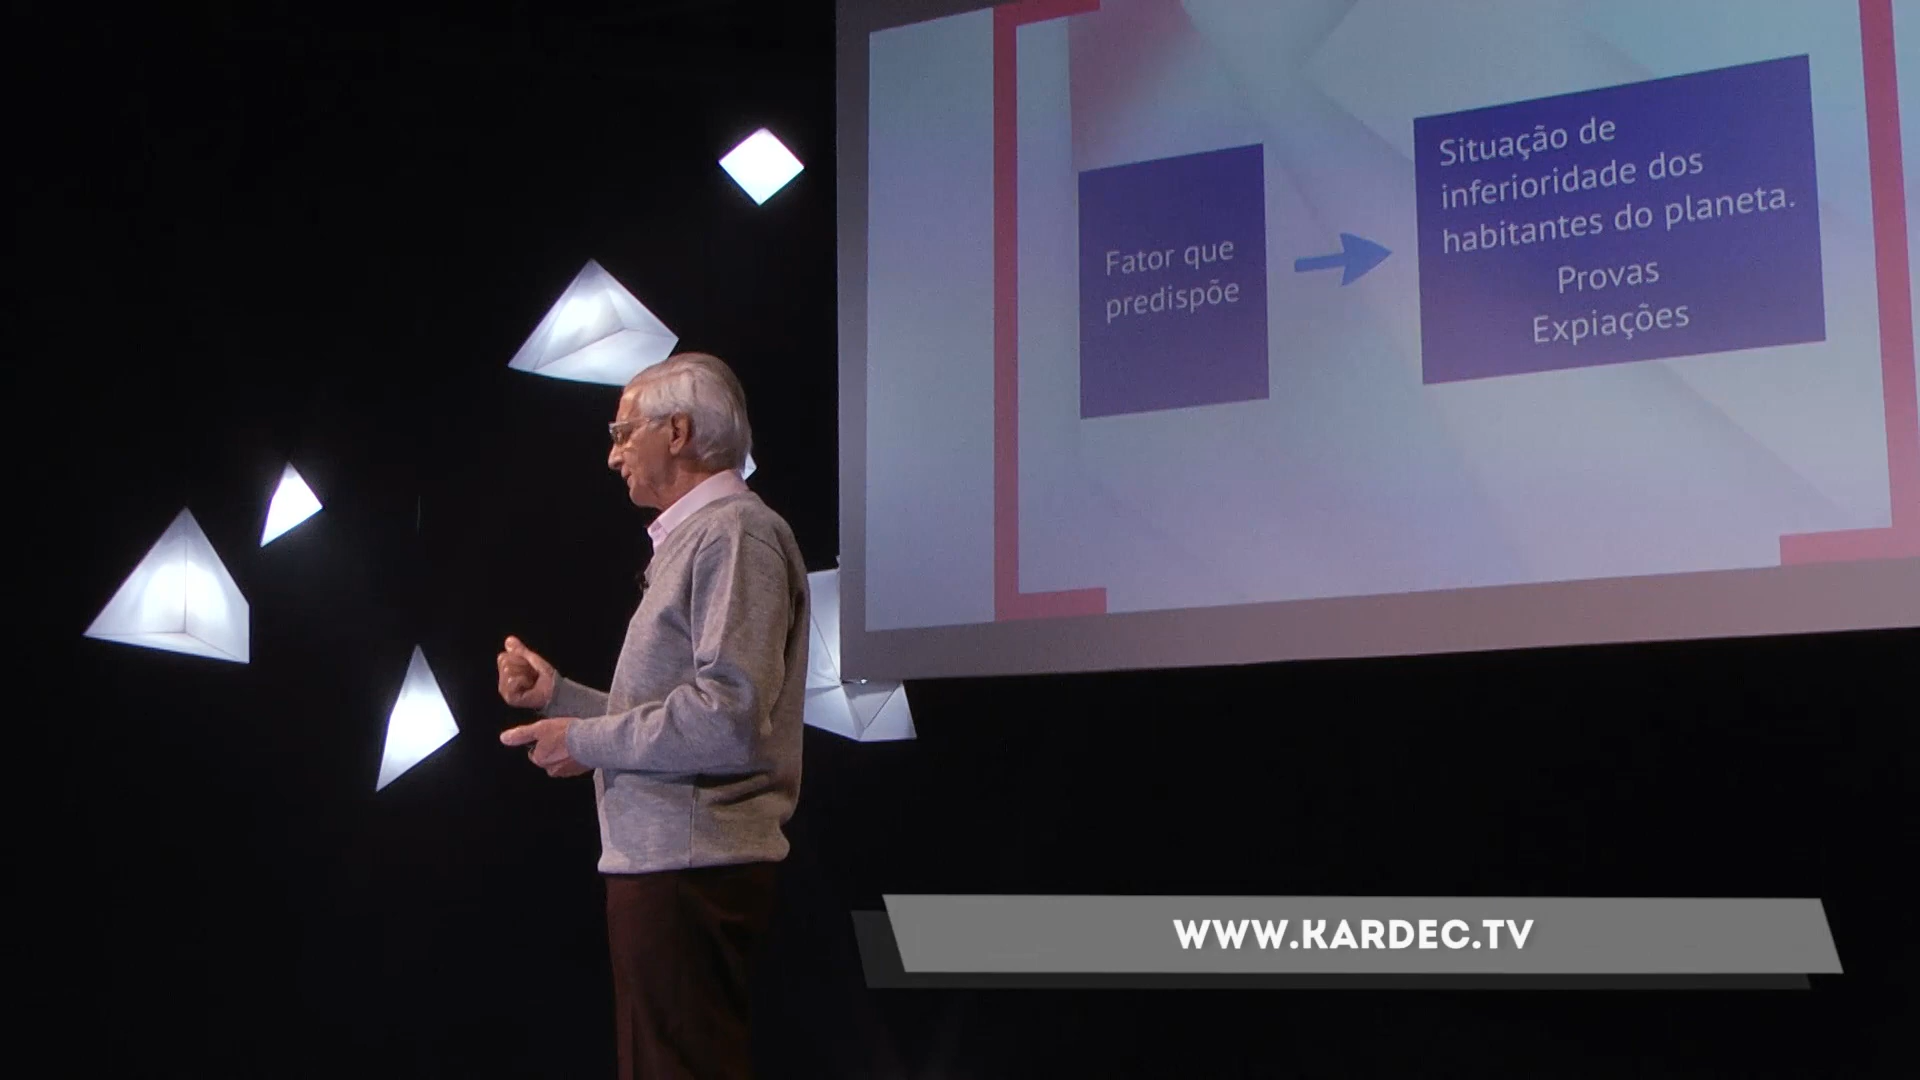 Fator que
predispõe
Situação de
inferioridade dos
habitantes do planeta.
Provas
Expiações
WWW.KARDEC.TV